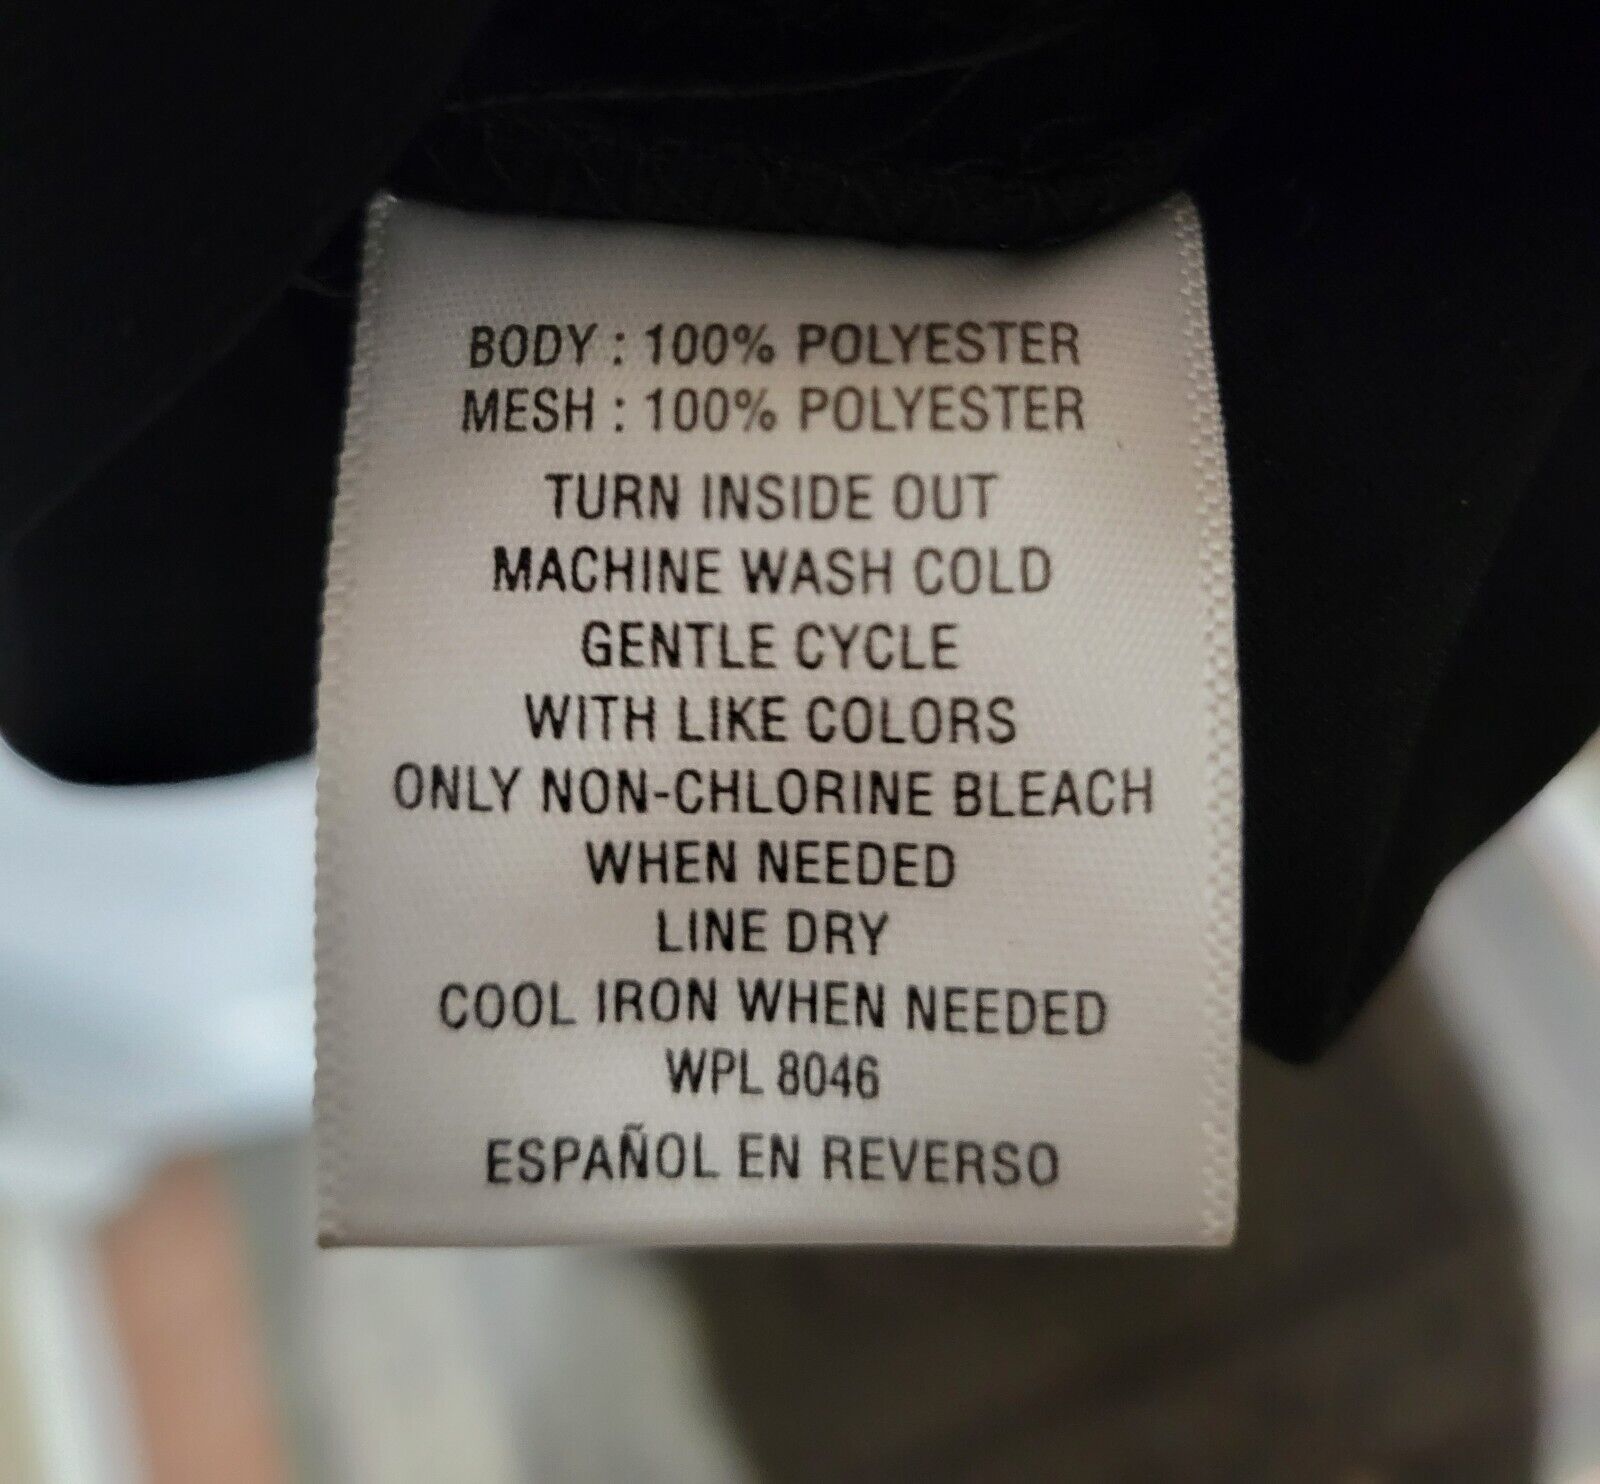 BODY : 100% POLYESTER
MESH : 100% POLYESTER
TURN INSIDE OUT
MACHINE WASH COLD
GENTLE CYCLE
WITH LIKE COLORS
ONLY NON-CHLORINE BLEACH
WHEN NEEDED
LINE DRY
COOL IRON WHEN NEEDED
WPL 8046
ESPAÑOL EN REVERSO